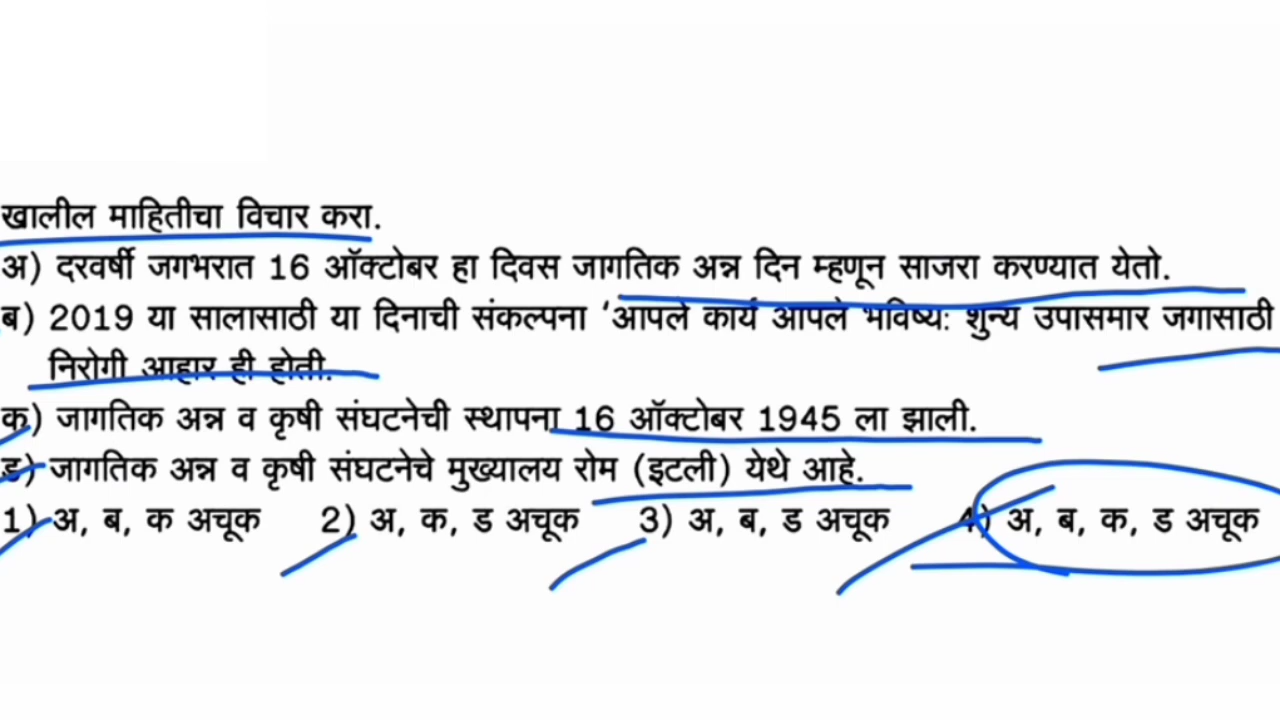 खालील माहितीचा विचार करा.
अ) दरवर्षी जगभरात 16 ऑक्टोबर हा दिवस जागतिक अन्न दिन म्हणून साजरा करण्यात येतो.
ब) 2019 या सालासाठी या दिनाची संकल्पना ‘आपले कार्य आपले भविष्य: शुन्य उपासमार जगासाठी
निरोगी आहार ही होती.
क) जागतिक अन्न व कृषी संघटनेची स्थापना 16 ऑक्टोबर 1945 ला झाली.
ड) जागतिक अन्न व कृषी संघटनेचे मुख्यालय रोम (इटली) येथे आहे.
1) अ, ब, क अचूक 2) अ, क, ड अचूक 3) अ, ब, ड अचूक 4) अ, ब, क, ड अचूक